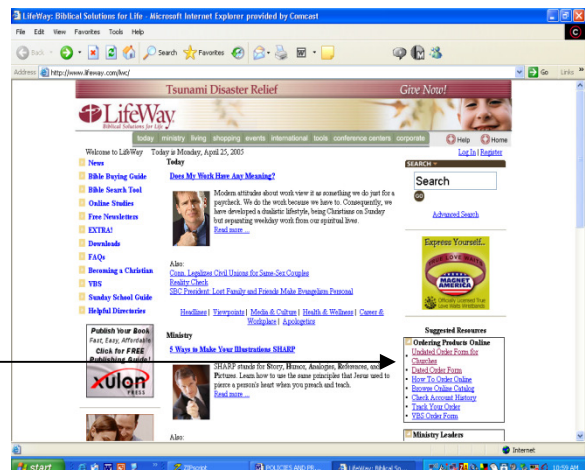 LifeWay: Biblical Solutions for Life - Microsoft Internet Explorer provided by Comcast
File Edit View Favorites Tools Help
Back Search Favorites
Address http://www.lifeway.com/lwc/ Go Links »
Tsunami Disaster Relief Give Now!
LifeWay
Biblical Solutions for Life
today ministry living shopping events international tools conference centers corporate Help Home
Welcome to LifeWay Today is Monday, April 25, 2005 Log In | Register
News
Bible Buying Guide
Bible Search Tool
Online Studies
Free Newsletters
EXTRA!
Downloads
FAQs
Becoming a Christian
VBS
Sunday School Guide
Helpful Directories
Publish Your Book
Fast, Easy, Affordable
Click for FREE
Publishing Guide!
xulon
PRESS
Today
Does My Work Have Any Meaning?
Modern attitudes about work view it as something we do just for a
paycheck. We do the work because we have to. Consequently, we
have developed a dualistic lifestyle, being Christians on Sunday
but separating weekday work from our spiritual lives.
Read more ...
Also:
Conn. Legalizes Civil Unions for Same-Sex Couples
Reality Check
SBC President: Lost Family and Friends Make Evangelism Personal
Headlines | Viewpoints | Media & Culture | Health & Wellness | Career &
Workplace | Apologetics
Ministry
5 Ways to Make Your Illustrations SHARP
SHARP stands for Story, Humor, Analogies, References, and
Pictures. Learn how to use the same principles that Jesus used to
pierce a person's heart when you preach and teach.
Read more ...
Also:
SEARCH
Search
GO
Advanced Search
Express Yourself...
TRUE LOVE WAITS
MAGNET
AMERICA
Officially Licensed True
Love Waits Wristbands
Suggested Resources
Ordering Products Online
Undated Order Form for
Churches
Dated Order Form
How To Order Online
Browse Online Catalog
Check Account History
Track Your Order
VBS Order Form
Ministry Leaders
Internet
start ZIPscript POLICIES AND PR... LifeWay: Biblical So... 10:59 AM